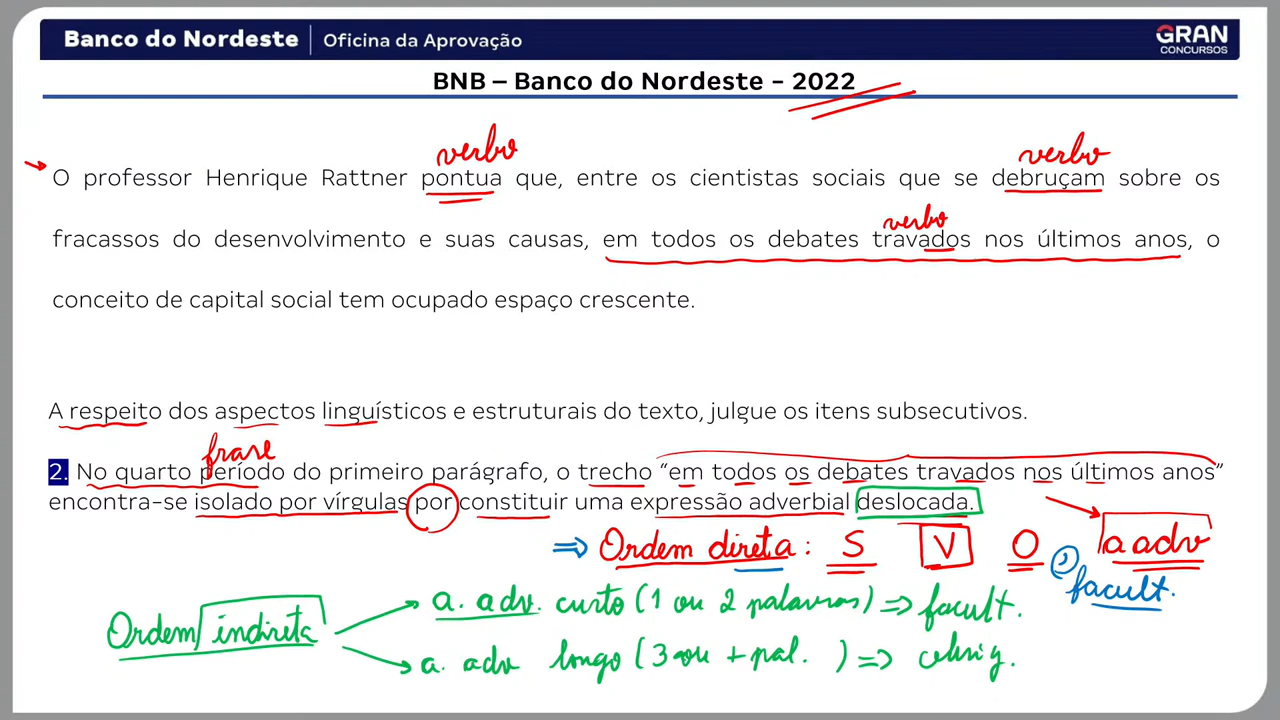 Banco do Nordeste | Oficina da Aprovação
GRAN
CONCURSOS
BNB – Banco do Nordeste – 2022
verbo verbo
O professor Henrique Rattner pontua que, entre os cientistas sociais que se debruçam sobre os
verbo
fracassos do desenvolvimento e suas causas, em todos os debates travados nos últimos anos, o
conceito de capital social tem ocupado espaço crescente.
A respeito dos aspectos linguísticos e estruturais do texto, julgue os itens subsecutivos.
frase
2. No quarto período do primeiro parágrafo, o trecho “em todos os debates travados nos últimos anos”
encontra-se isolado por vírgulas por constituir uma expressão adverbial deslocada.
⇒ Ordem direta: S V O (,) a adv
facult.
a. adv. curto (1 ou 2 palavras) ⇒ facult.
Ordem indireta
a. adv longo (3 ou + pal. ) ⇒ obrig.